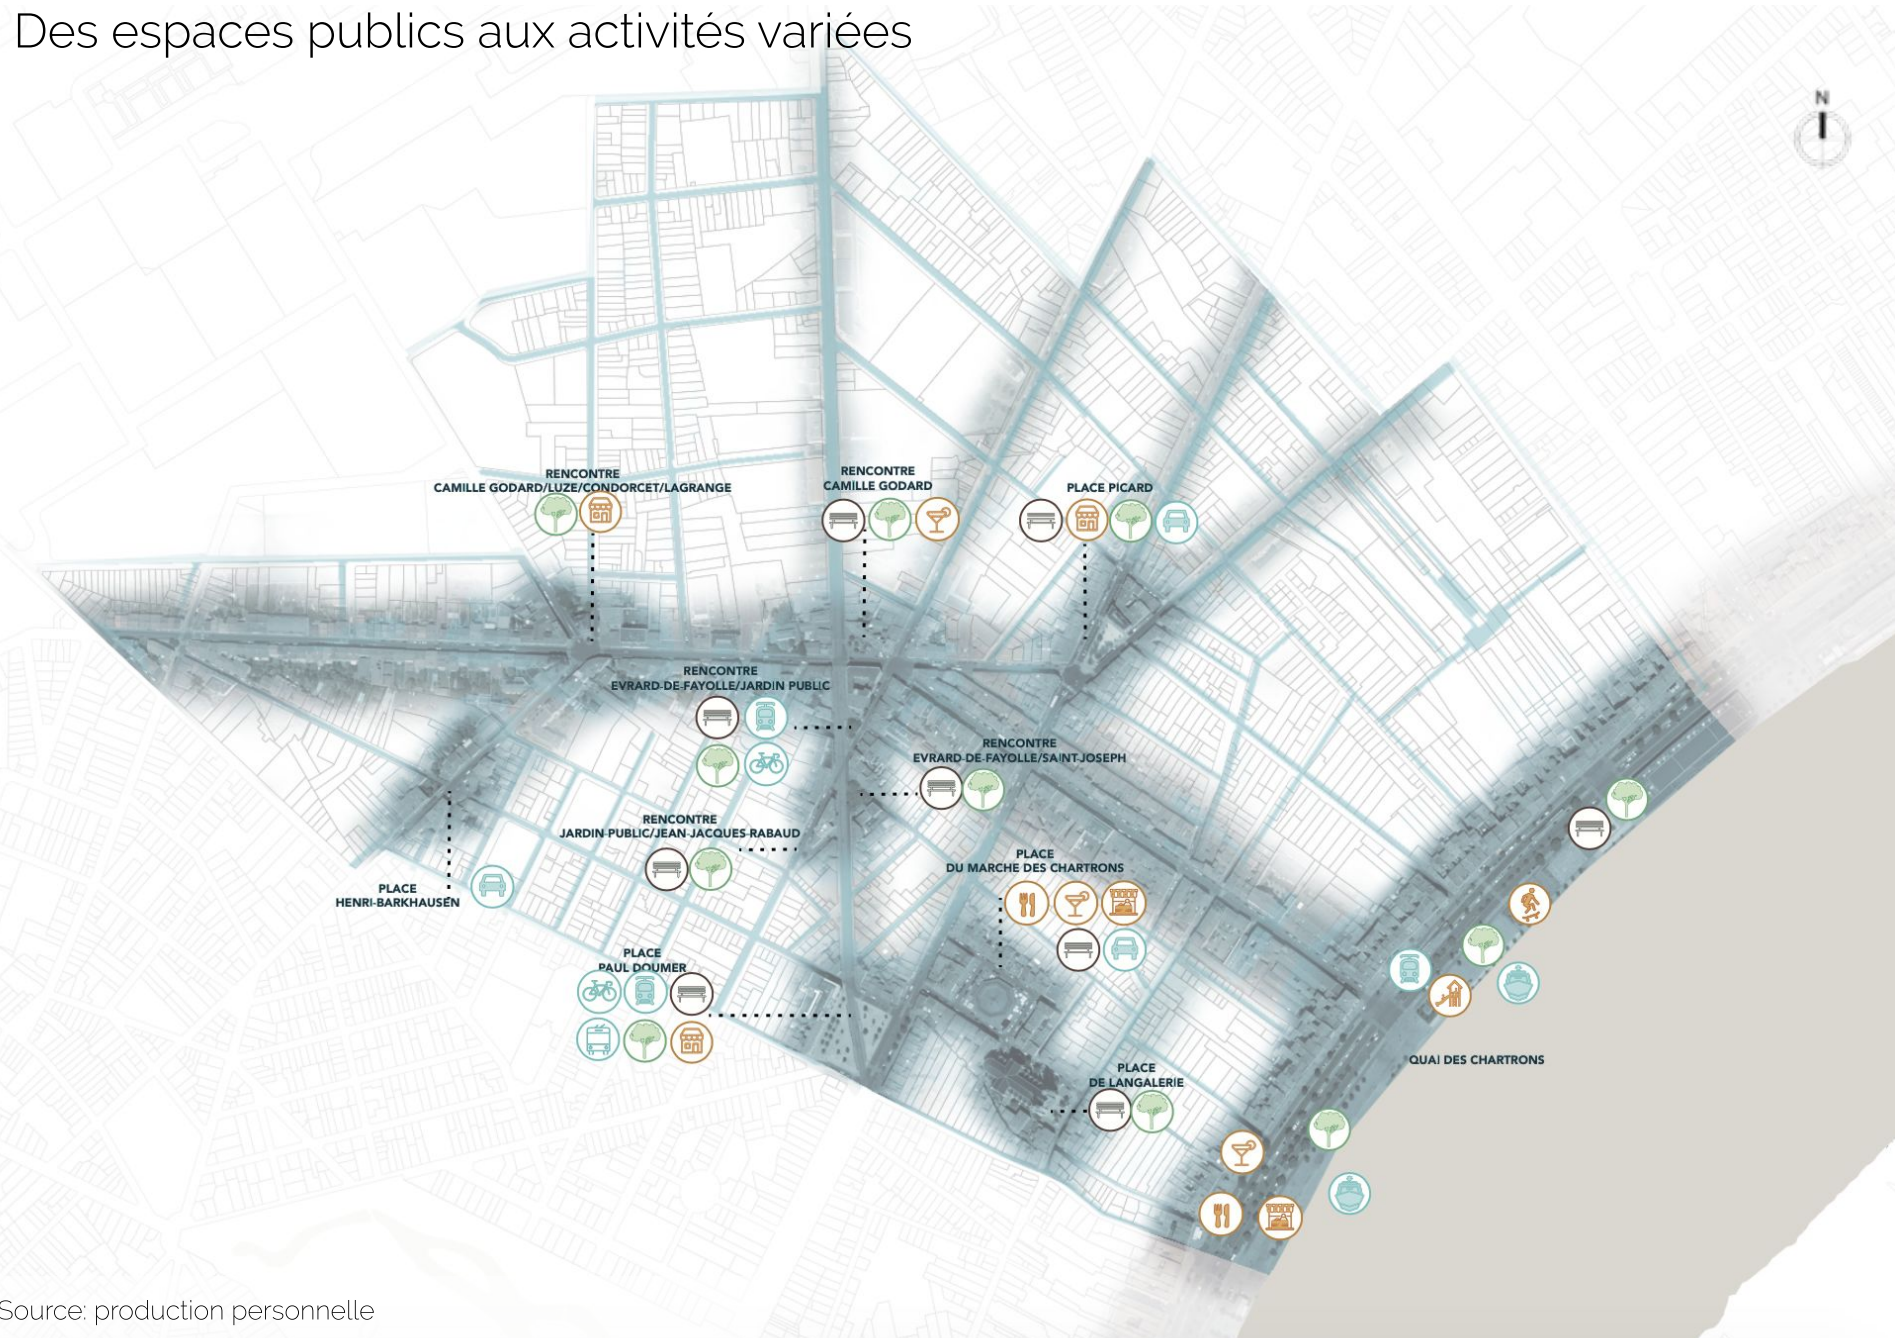 Des espaces publics aux activités variées
N
RENCONTRE
CAMILLE GODARD/LUZE/CONDORCET/LAGRANGE
RENCONTRE
CAMILLE GODARD
PLACE PICARD
RENCONTRE
EVRARD-DE-FAYOLLE/JARDIN PUBLIC
RENCONTRE
EVRARD-DE-FAYOLLE/SAINT-JOSEPH
RENCONTRE
JARDIN-PUBLIC/JEAN-JACQUES-RABAUD
PLACE
DU MARCHE DES CHARTRONS
PLACE
HENRI-BARKHAUSEN
PLACE
PAUL DOUMER
QUAI DES CHARTRONS
PLACE
DE LANGALERIE
Source: production personnelle